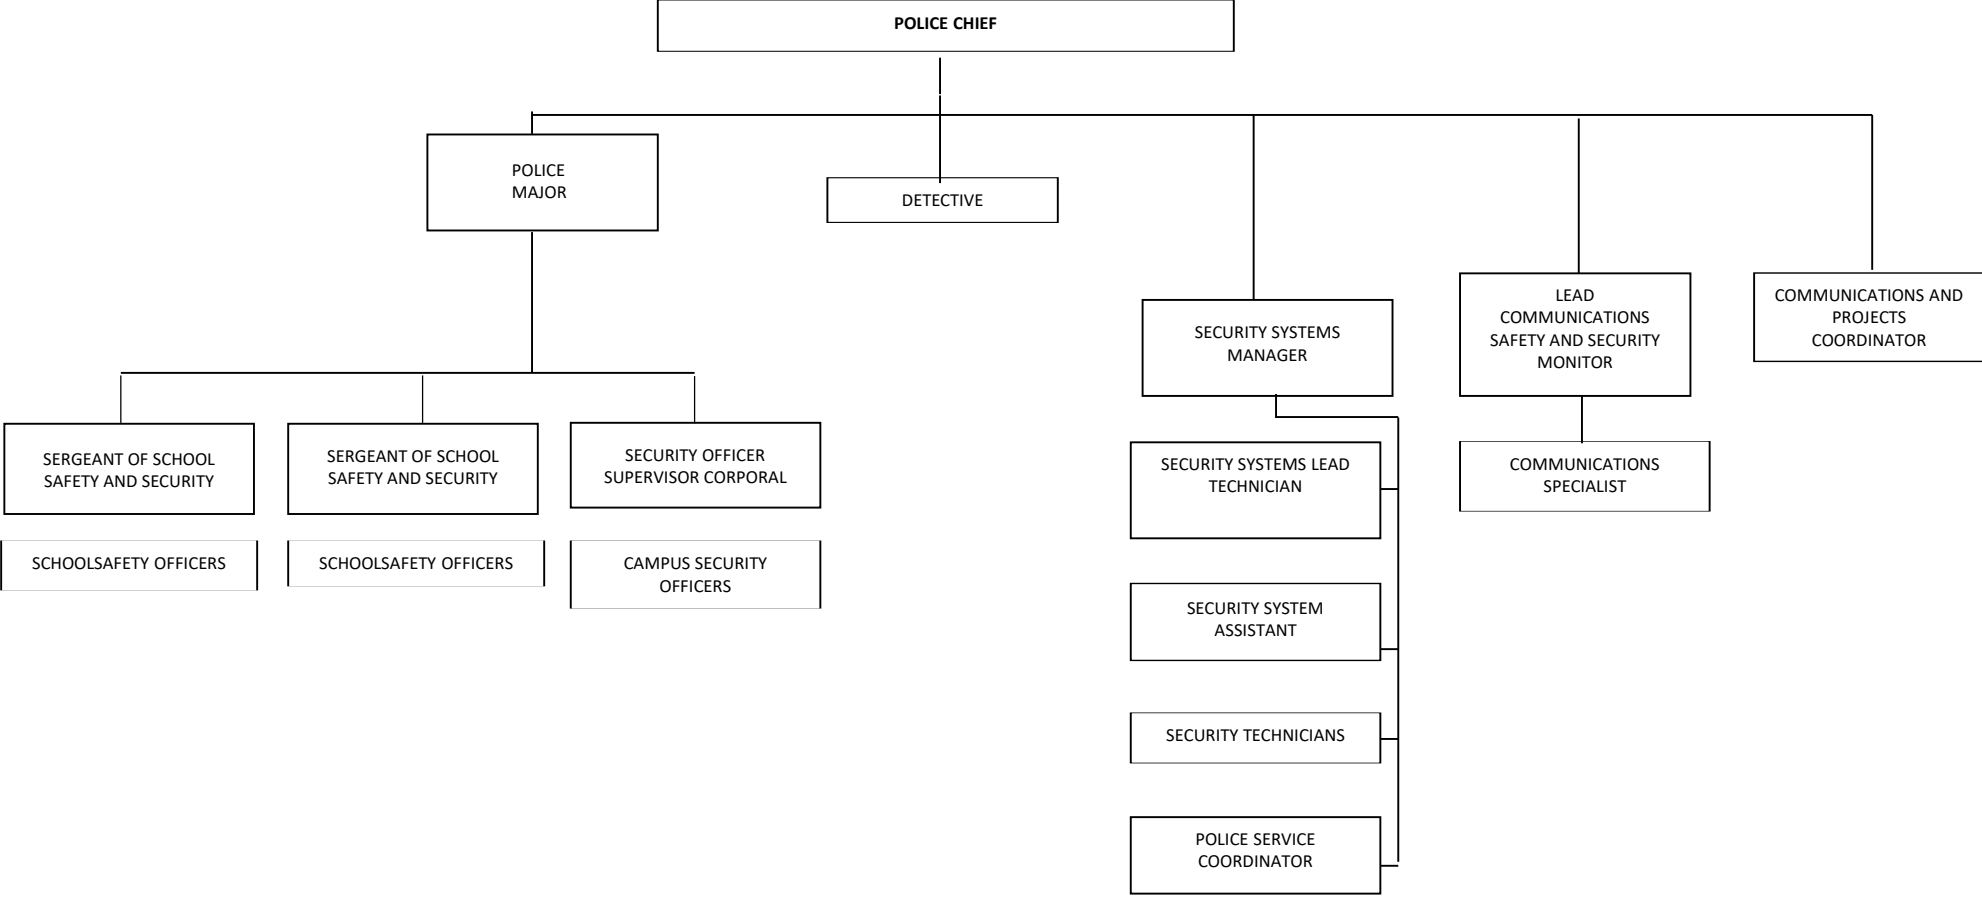 POLICE CHIEF
POLICE
MAJOR
DETECTIVE
SECURITY SYSTEMS
MANAGER
LEAD
COMMUNICATIONS
SAFETY AND SECURITY
MONITOR
COMMUNICATIONS AND
PROJECTS
COORDINATOR
SERGEANT OF SCHOOL
SAFETY AND SECURITY
SERGEANT OF SCHOOL
SAFETY AND SECURITY
SECURITY OFFICER
SUPERVISOR CORPORAL
SECURITY SYSTEMS LEAD
TECHNICIAN
COMMUNICATIONS
SPECIALIST
SCHOOLSAFETY OFFICERS
SCHOOLSAFETY OFFICERS
CAMPUS SECURITY
OFFICERS
SECURITY SYSTEM
ASSISTANT
SECURITY TECHNICIANS
POLICE SERVICE
COORDINATOR